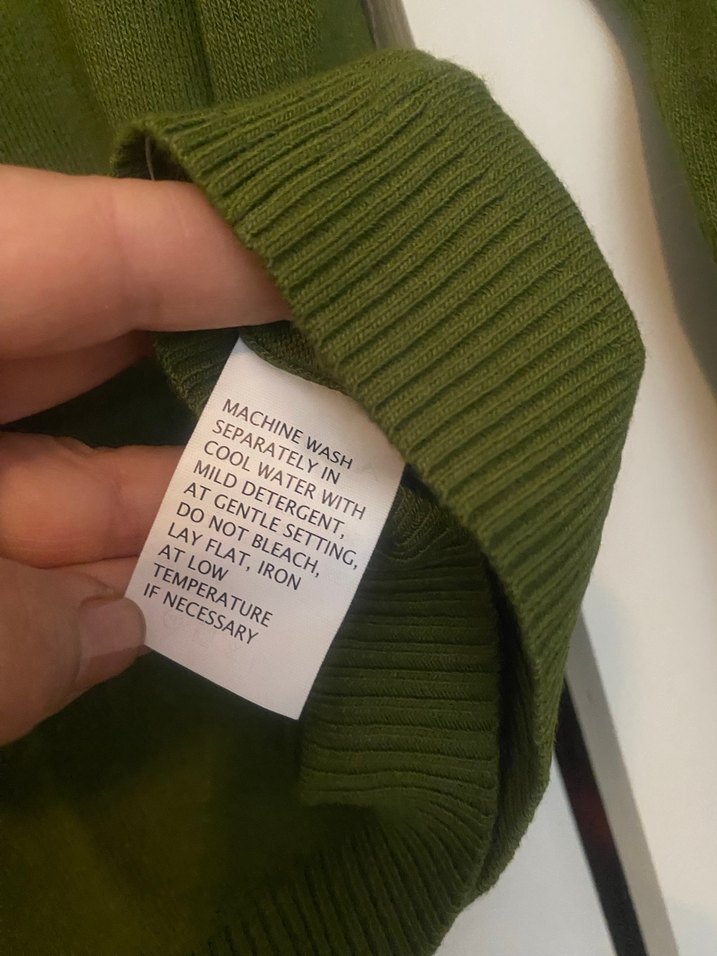 MACHINE WASH
SEPARATELY IN
COOL WATER WITH
MILD DETERGENT,
AT GENTLE SETTING,
DO NOT BLEACH,
LAY FLAT, IRON
AT LOW
TEMPERATURE
IF NECESSARY